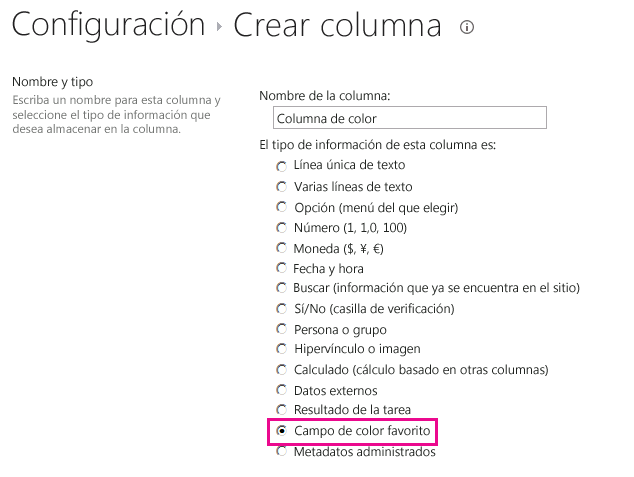 Configuración ▸ Crear columna
Nombre y tipo
Escriba un nombre para esta columna y
seleccione el tipo de información que
desea almacenar en la columna.
Nombre de la columna:
Columna de color
El tipo de información de esta columna es:
Línea única de texto
Varias líneas de texto
Opción (menú del que elegir)
Número (1, 1,0, 100)
Moneda ($, ¥, €)
Fecha y hora
Buscar (información que ya se encuentra en el sitio)
Sí/No (casilla de verificación)
Persona o grupo
Hipervínculo o imagen
Calculado (cálculo basado en otras columnas)
Datos externos
Resultado de la tarea
Campo de color favorito
Metadatos administrados